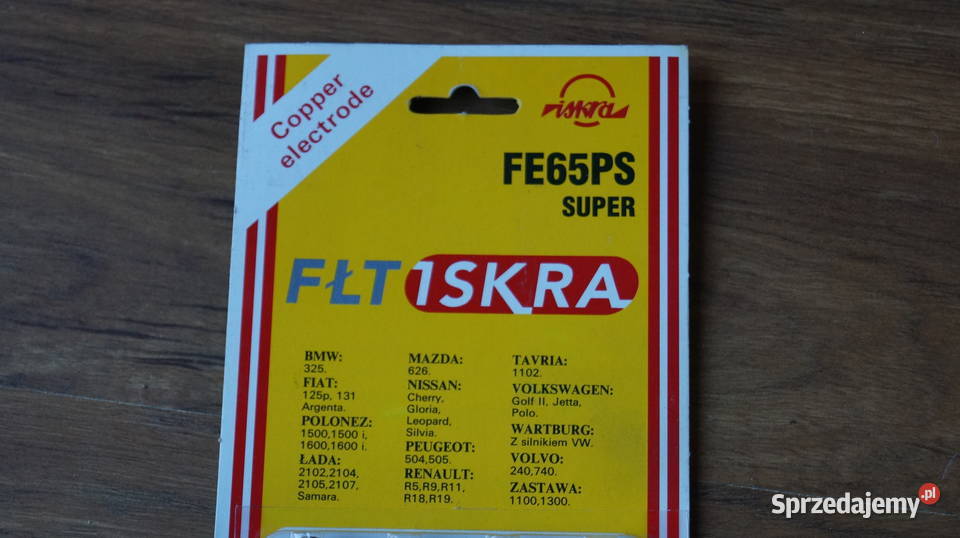 Copper
electrode
iskra
FE65PS
SUPER
FŁT ISKRA
BMW:
325.
FIAT:
125p, 131
Argenta.
POLONEZ:
1500,1500 i,
1600,1600 i.
ŁADA:
2102,2104,
2105,2107,
Samara.
MAZDA:
626.
NISSAN:
Cherry,
Gloria,
Leopard,
Silvia.
PEUGEOT:
504,505.
RENAULT:
R5,R9,R11,
R18,R19.
TAVRIA:
1102.
VOLKSWAGEN:
Golf II, Jetta,
Polo.
WARTBURG:
Z silnikiem VW.
VOLVO:
240,740.
ZASTAWA:
1100,1300.
Sprzedajemy.pl